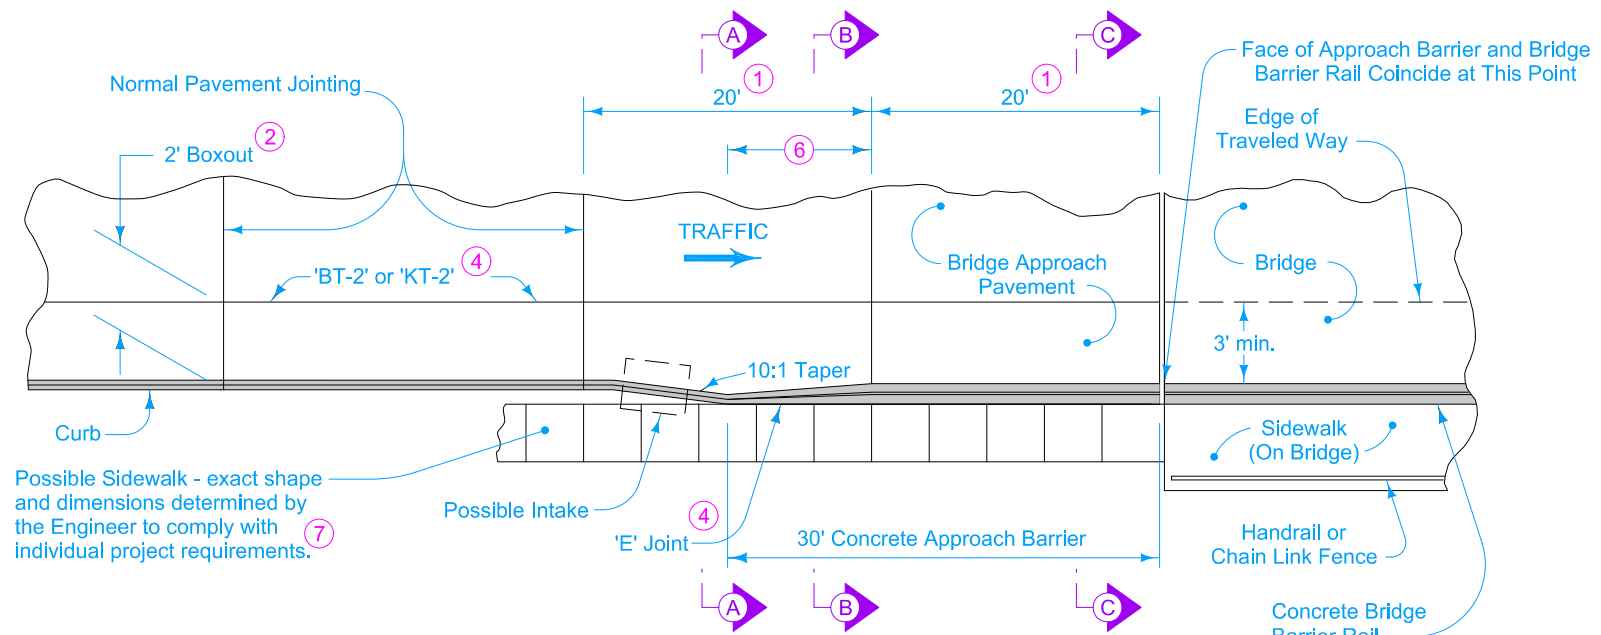 A
B
C
1
20'
1
20'
Face of Approach Barrier and Bridge
Barrier Rail Coincide at This Point
Normal Pavement Jointing
2
2' Boxout
6
Edge of
Traveled Way
TRAFFIC
'BT-2' or 'KT-2'
4
Bridge Approach
Pavement
Bridge
3' min.
10:1 Taper
Curb
Sidewalk
(On Bridge)
Possible Sidewalk - exact shape
and dimensions determined by
the Engineer to comply with
individual project requirements.
7
Possible Intake
4
'E' Joint
30' Concrete Approach Barrier
Handrail or
Chain Link Fence
A
B
C
Concrete Bridge
Barrier Rail